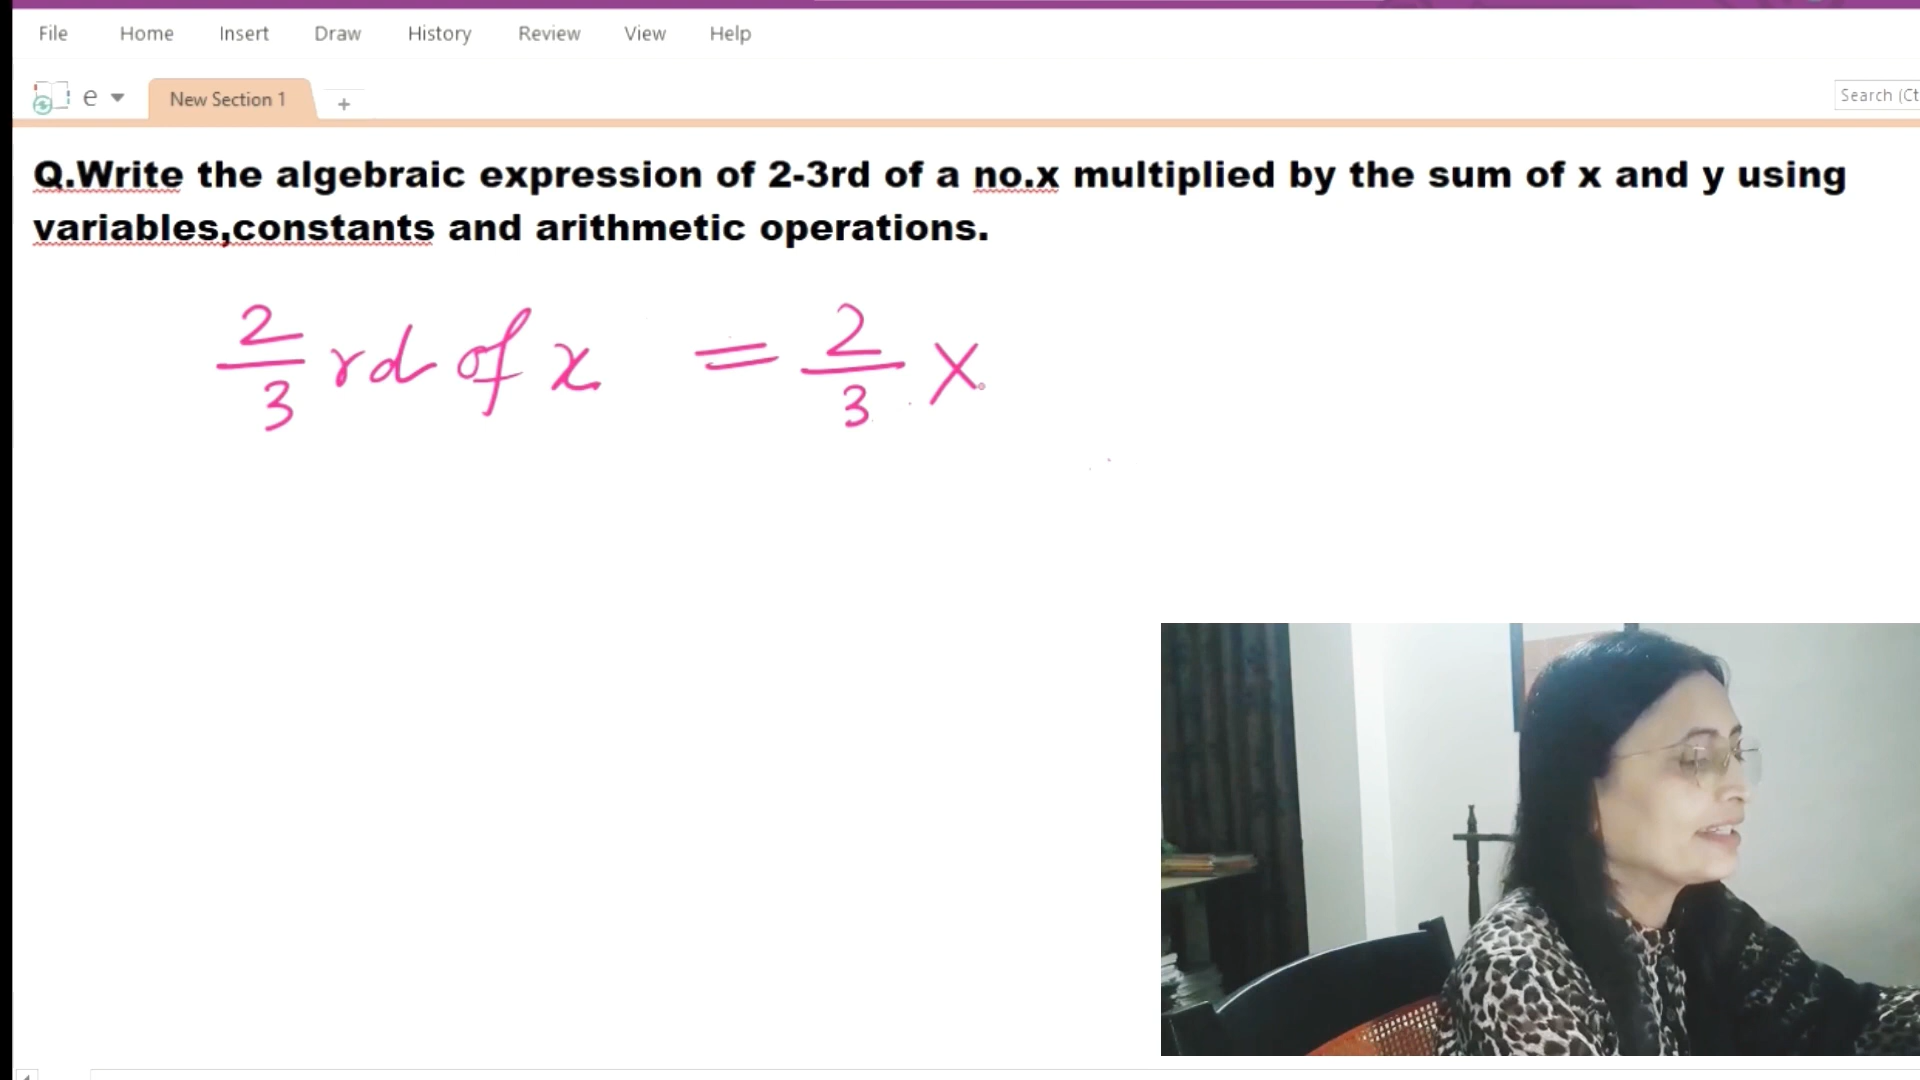 File Home Insert Draw History Review View Help
e New Section 1 + Search (Ct
Q.Write the algebraic expression of 2-3rd of a no.x multiplied by the sum of x and y using
variables,constants and arithmetic operations.
2/3 rd of x = 2/3 ×